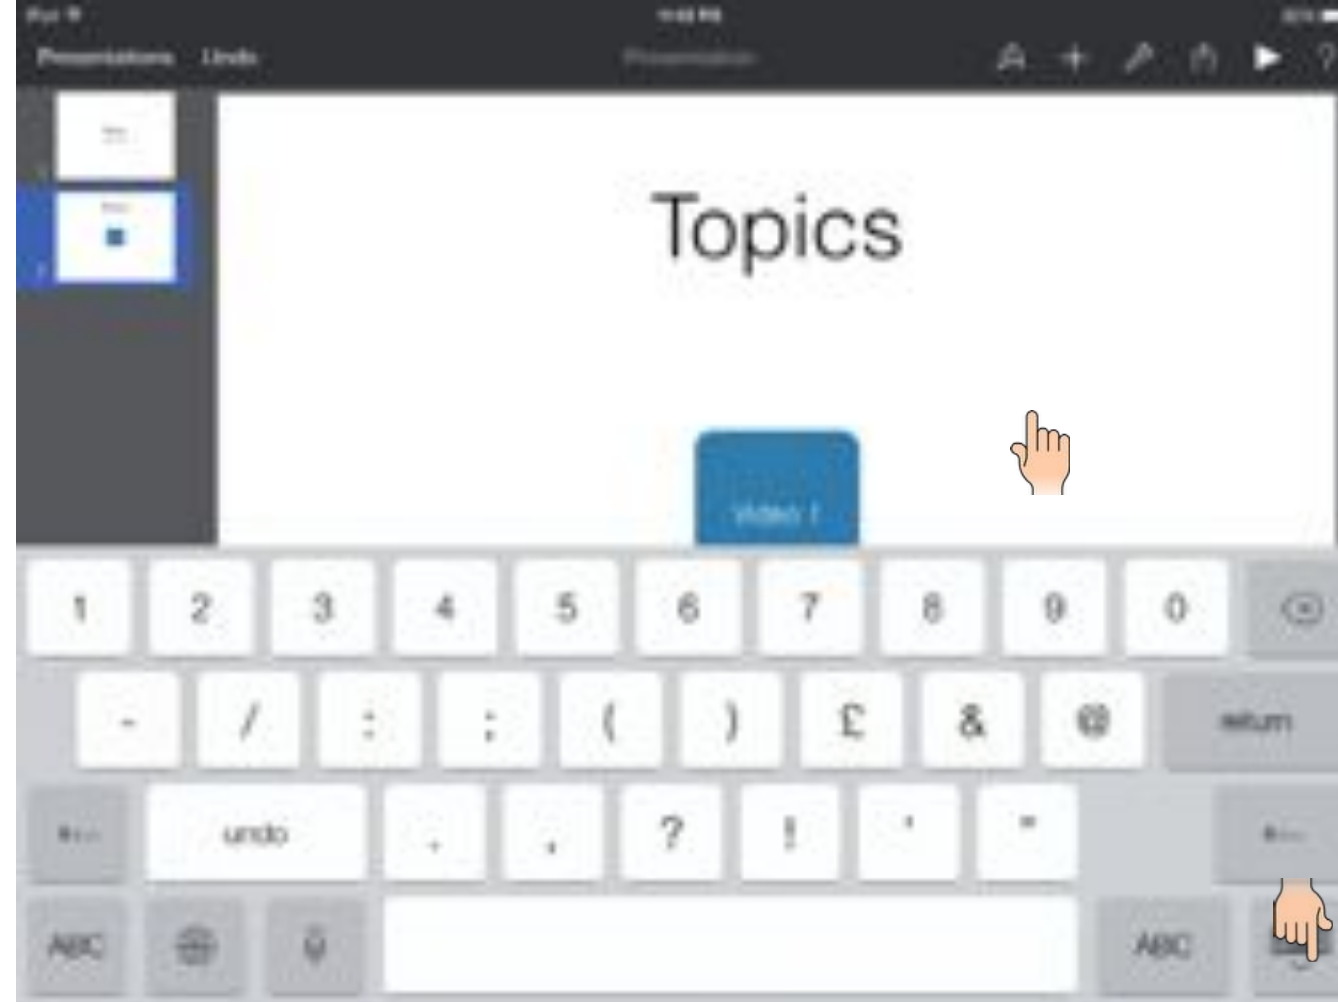 Presentations Undo Presentation
Topics
Video 1
1 2 3 4 5 6 7 8 9 0
- / : ; ( ) £ & @ return
#+= undo . , ? ! ' " #+=
ABC ABC